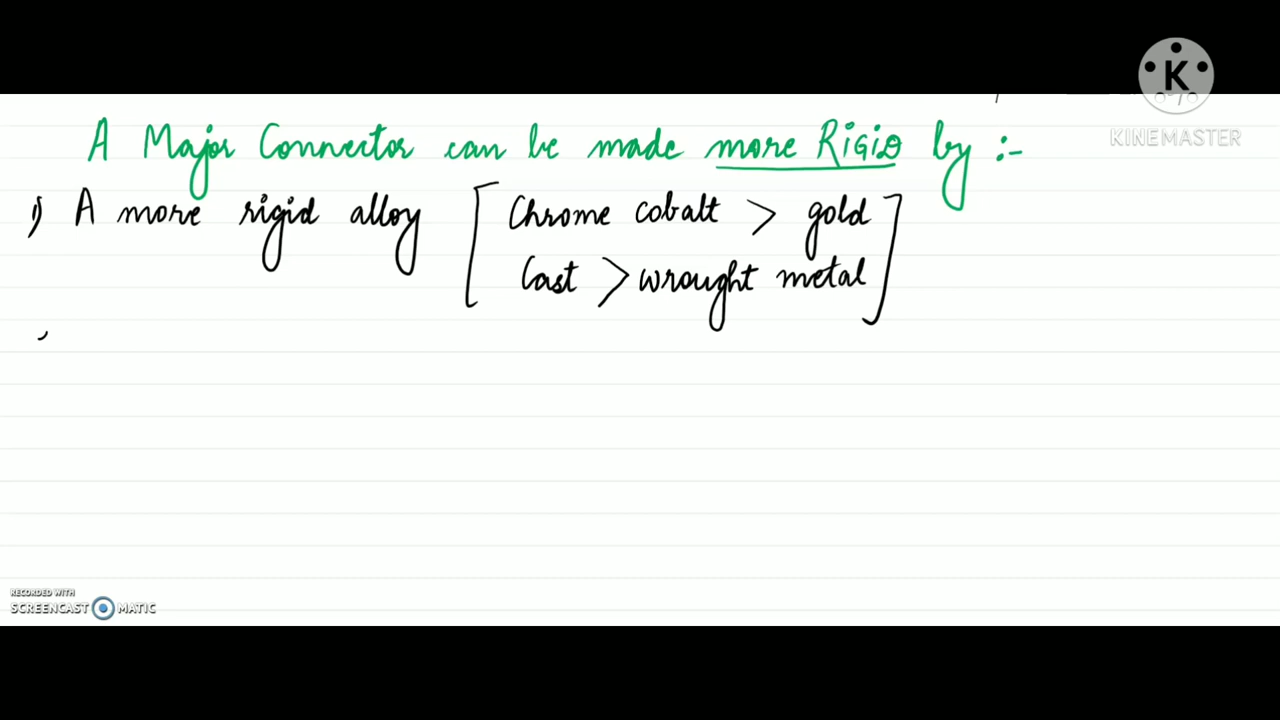 KINEMASTER
A Major Connector can be made more RIGID by :-
1) A more rigid alloy [ Chrome cobalt > gold
Cast > wrought metal ]
RECORDED WITH
SCREENCAST MATIC